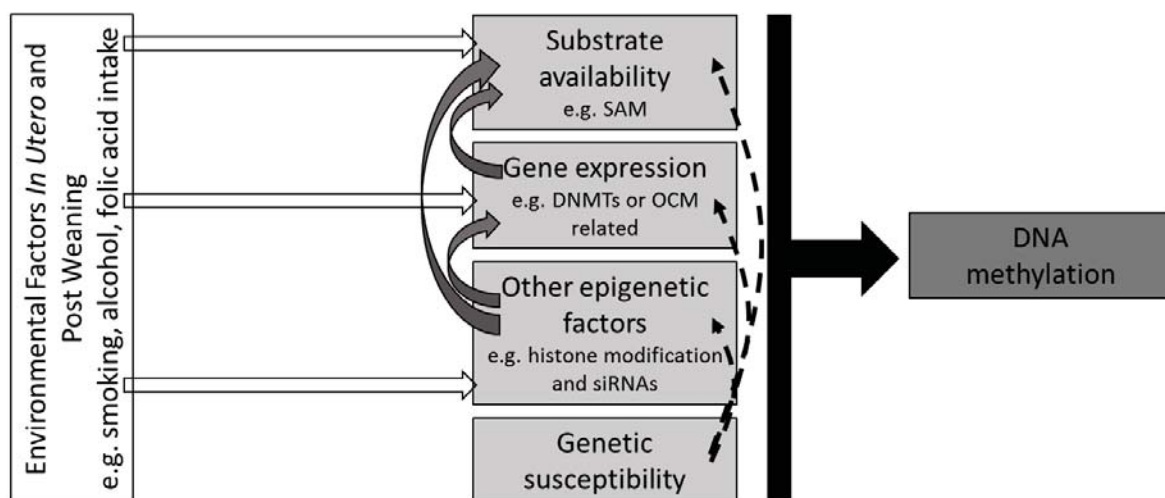 Environmental Factors In Utero and
Post Weaning
e.g. smoking, alcohol, folic acid intake
Substrate
availability
e.g. SAM
Gene expression
e.g. DNMTs or OCM
related
Other epigenetic
factors
e.g. histone modification
and siRNAs
Genetic
susceptibility
DNA
methylation